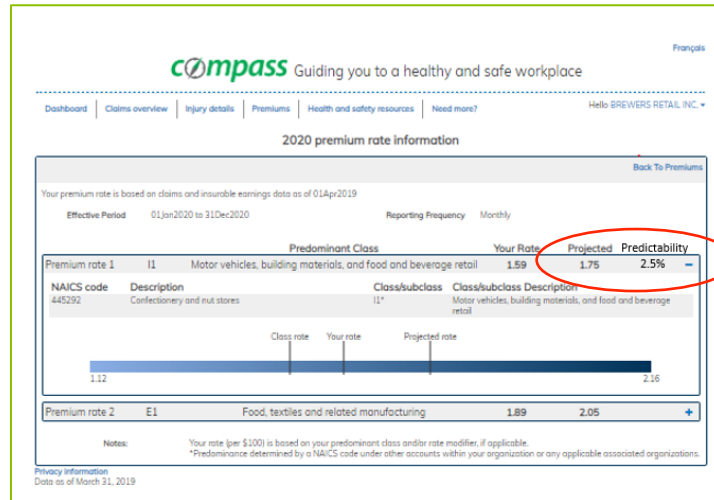 Français
compass Guiding you to a healthy and safe workplace
Dashboard Claims overview Injury details Premiums Health and safety resources Need more? Hello BREWERS RETAIL INC.
2020 premium rate information
Back To Premiums
Your premium rate is based on claims and insurable earnings data as of 01Apr2019
Effective Period 01Jan2020 to 31Dec2020 Reporting Frequency Monthly
Predominant Class Your Rate Projected Predictability
Premium rate 1 I1 Motor vehicles, building materials, and food and beverage retail 1.59 1.75 2.5% −
NAICS code Description Class/subclass Class/subclass Description
445292 Confectionery and nut stores I1* Motor vehicles, building materials, and food and beverage
retail
Class rate Your rate Projected rate
1.12 2.16
Premium rate 2 E1 Food, textiles and related manufacturing 1.89 2.05 +
Notes: Your rate (per $100) is based on your predominant class and/or rate modifier, if applicable.
*Predominance determined by a NAICS code under other accounts within your organization or any applicable associated organizations.
Privacy information
Data as of March 31, 2019